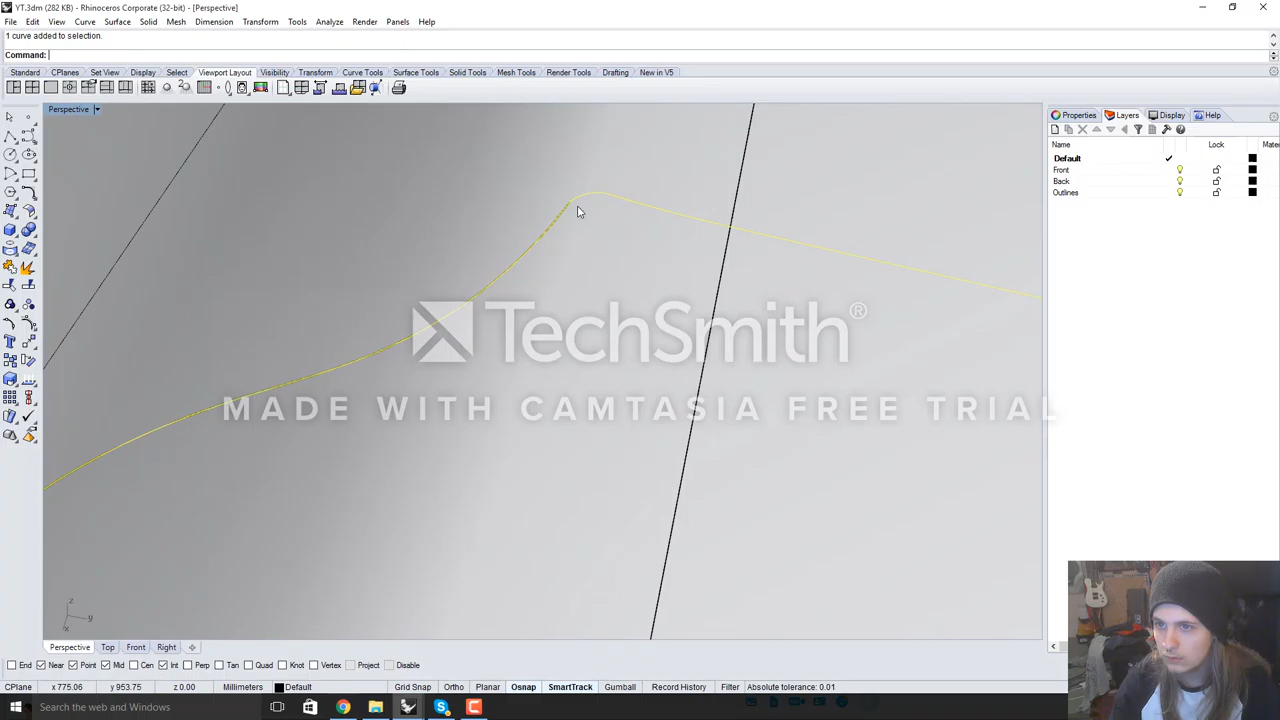 YT.3dm (282 KB) - Rhinoceros Corporate (32-bit) - [Perspective]
File Edit View Curve Surface Solid Mesh Dimension Transform Tools Analyze Render Panels Help
1 curve added to selection.
Command:
Standard CPlanes Set View Display Select Viewport Layout Visibility Transform Curve Tools Surface Tools Solid Tools Mesh Tools Render Tools Drafting New in V5
Perspective
Properties Layers Display Help
Name Lock Mater
Default
Front
Back
Outlines
TechSmith®
MADE WITH CAMTASIA FREE TRIAL
z
y
x
Perspective Top Front Right
End Near Point Mid Cen Int Perp Tan Quad Knot Vertex Project Disable
CPlane x 775.06 y 953.75 z 0.00 Millimeters Default Grid Snap Ortho Planar Osnap SmartTrack Gumball Record History Filter Absolute tolerance: 0.01
Search the web and Windows